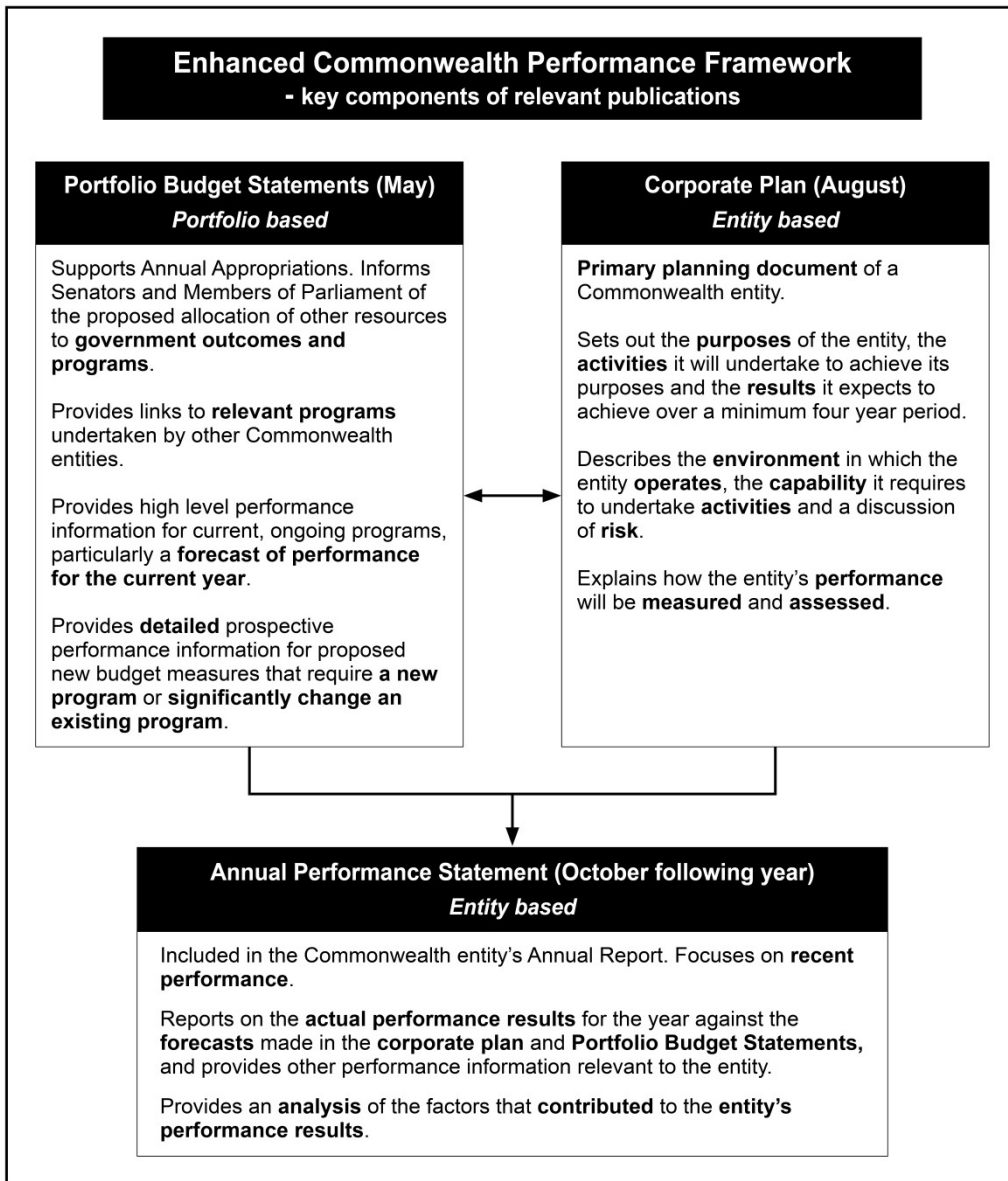 Enhanced Commonwealth Performance Framework
- key components of relevant publications
Portfolio Budget Statements (May)
Portfolio based
Supports Annual Appropriations. Informs
Senators and Members of Parliament of
the proposed allocation of other resources
to government outcomes and
programs.
Provides links to relevant programs
undertaken by other Commonwealth
entities.
Provides high level performance
information for current, ongoing programs,
particularly a forecast of performance
for the current year.
Provides detailed prospective
performance information for proposed
new budget measures that require a new
program or significantly change an
existing program.
Corporate Plan (August)
Entity based
Primary planning document of a
Commonwealth entity.
Sets out the purposes of the entity, the
activities it will undertake to achieve its
purposes and the results it expects to
achieve over a minimum four year period.
Describes the environment in which the
entity operates, the capability it requires
to undertake activities and a discussion
of risk.
Explains how the entity's performance
will be measured and assessed.
Annual Performance Statement (October following year)
Entity based
Included in the Commonwealth entity's Annual Report. Focuses on recent
performance.
Reports on the actual performance results for the year against the
forecasts made in the corporate plan and Portfolio Budget Statements,
and provides other performance information relevant to the entity.
Provides an analysis of the factors that contributed to the entity's
performance results.